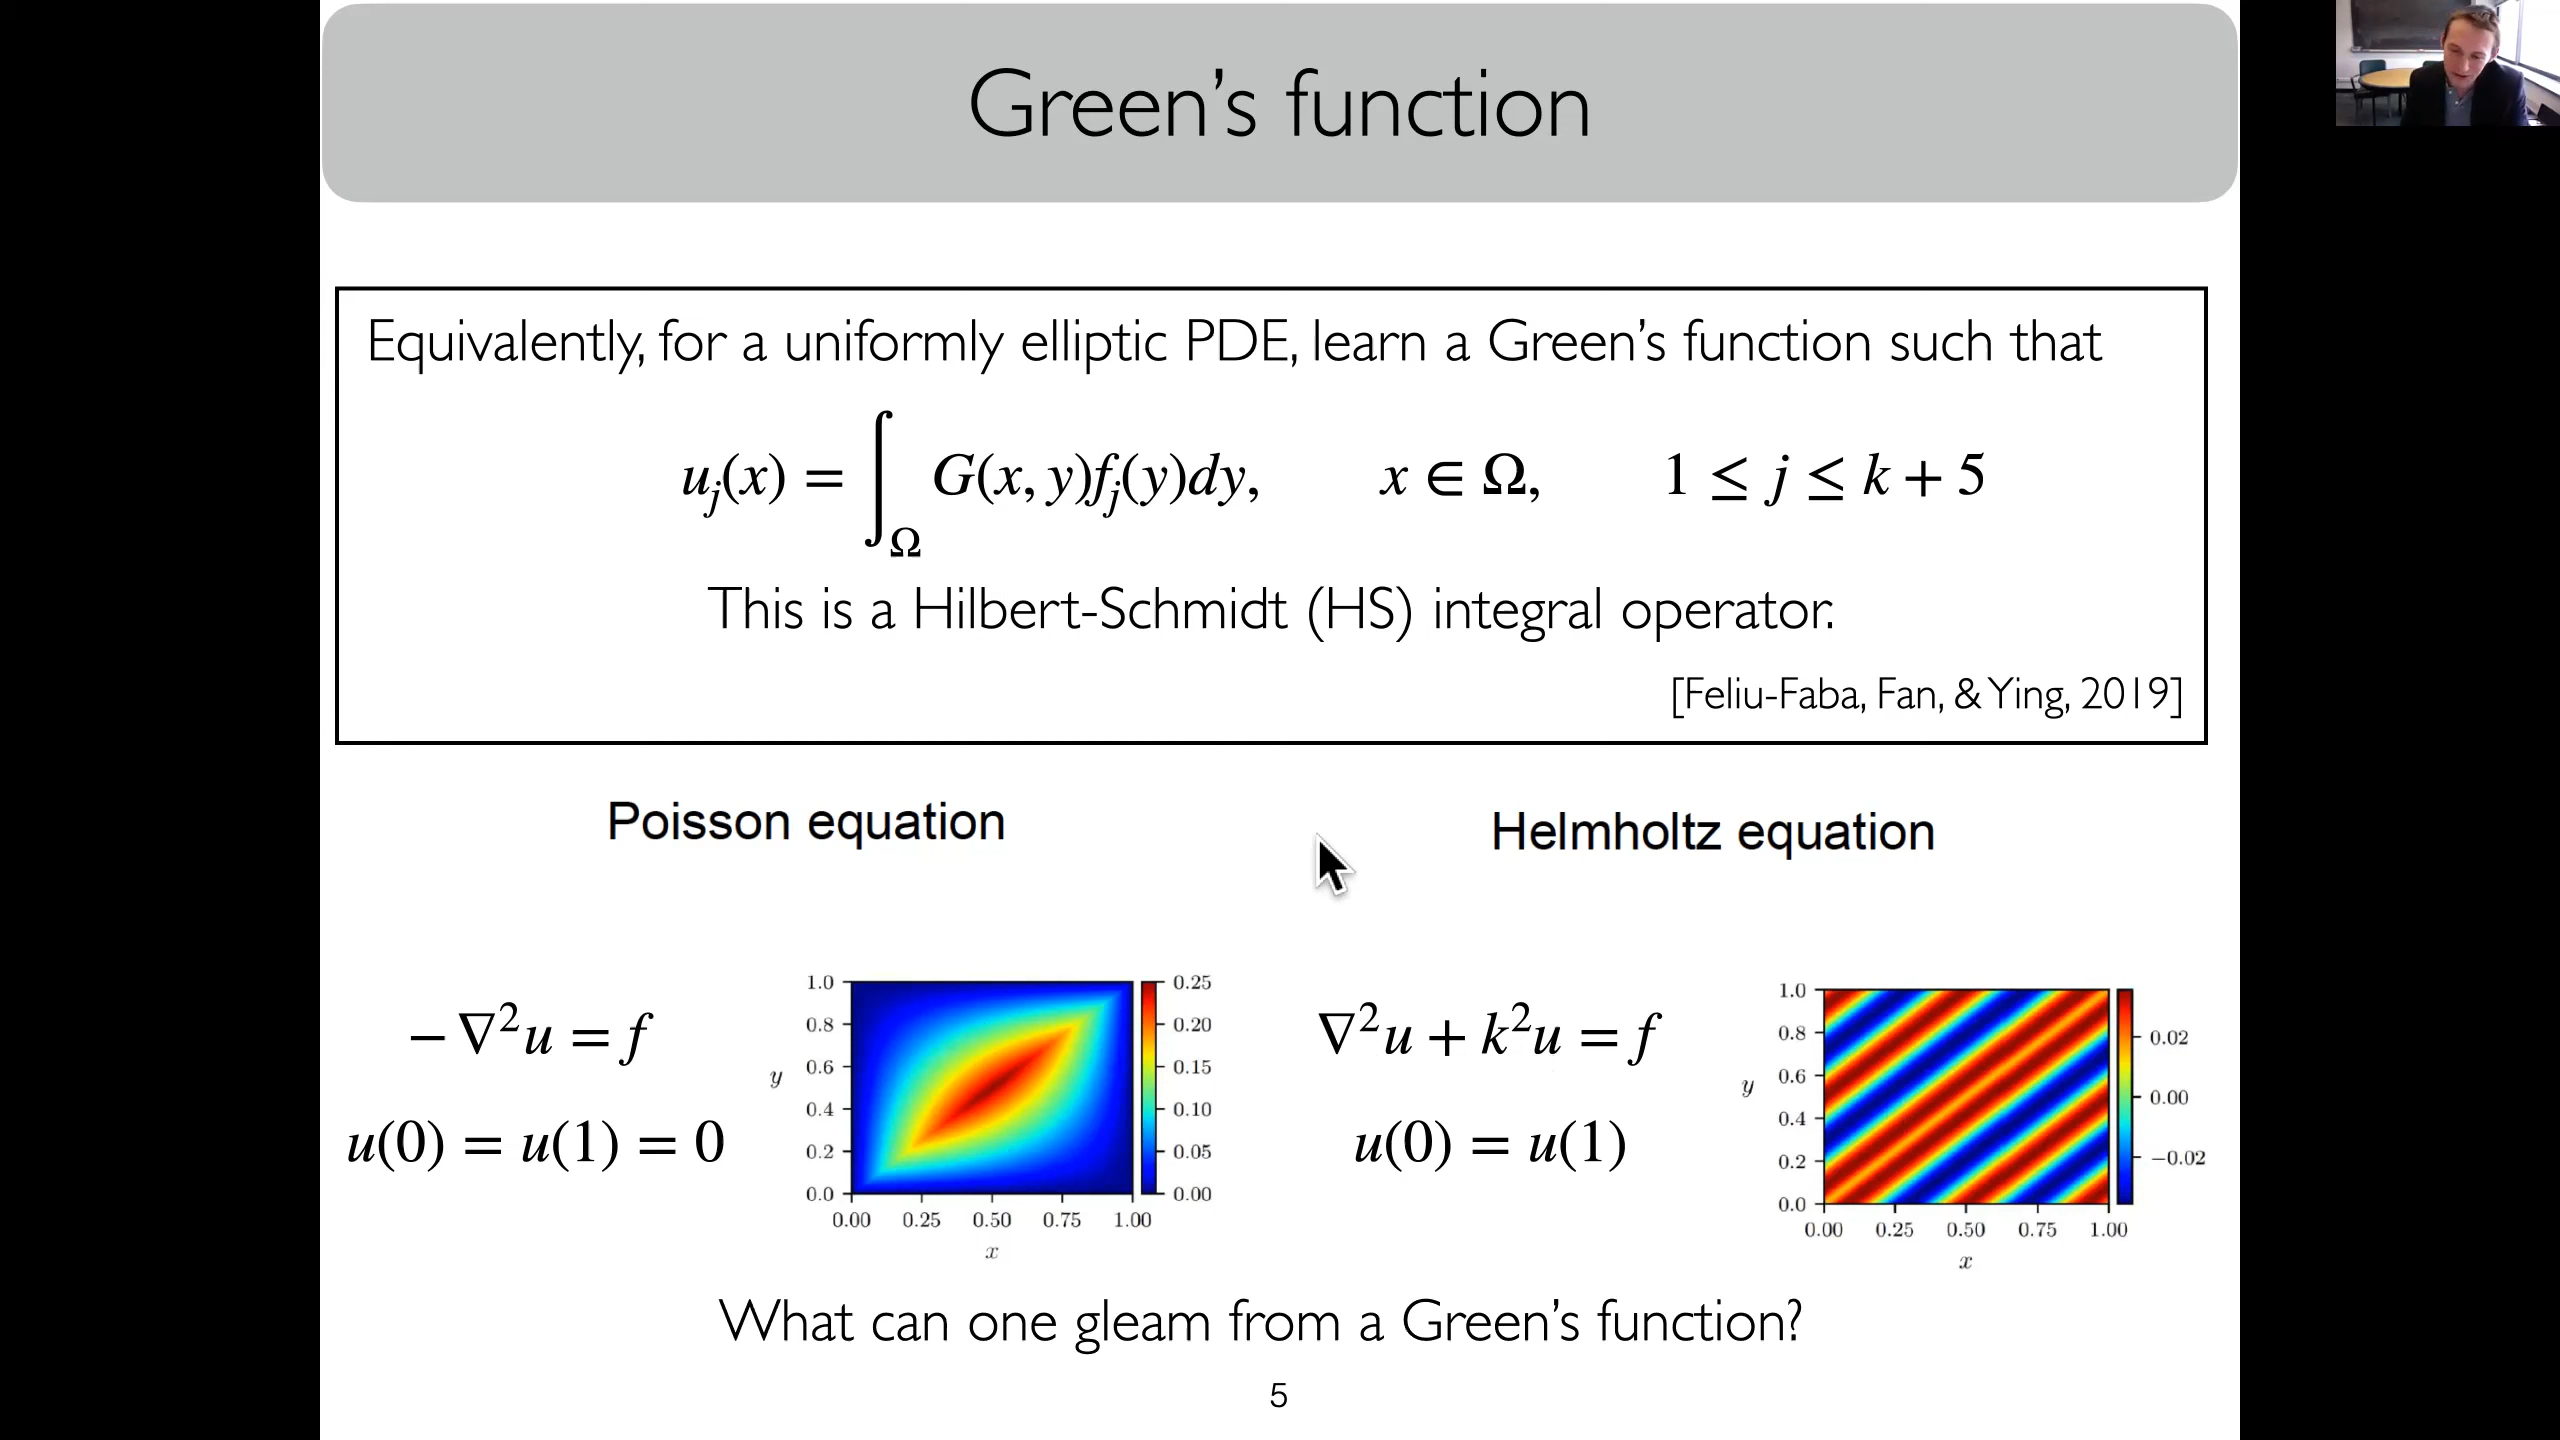 Green's function
Equivalently, for a uniformly elliptic PDE, learn a Green's function such that
u_j(x) = ∫_Ω G(x, y)f_j(y)dy, x ∈ Ω, 1 ≤ j ≤ k + 5
This is a Hilbert-Schmidt (HS) integral operator.
[Feliu-Faba, Fan, & Ying, 2019]
Poisson equation
− ∇²u = f
u(0) = u(1) = 0
1.0
0.8
0.6
0.4
0.2
0.0
y
0.00 0.25 0.50 0.75 1.00
x
0.25
0.20
0.15
0.10
0.05
0.00
Helmholtz equation
∇²u + k²u = f
u(0) = u(1)
1.0
0.8
0.6
0.4
0.2
0.0
y
0.00 0.25 0.50 0.75 1.00
x
0.02
0.00
−0.02
What can one gleam from a Green's function?
5